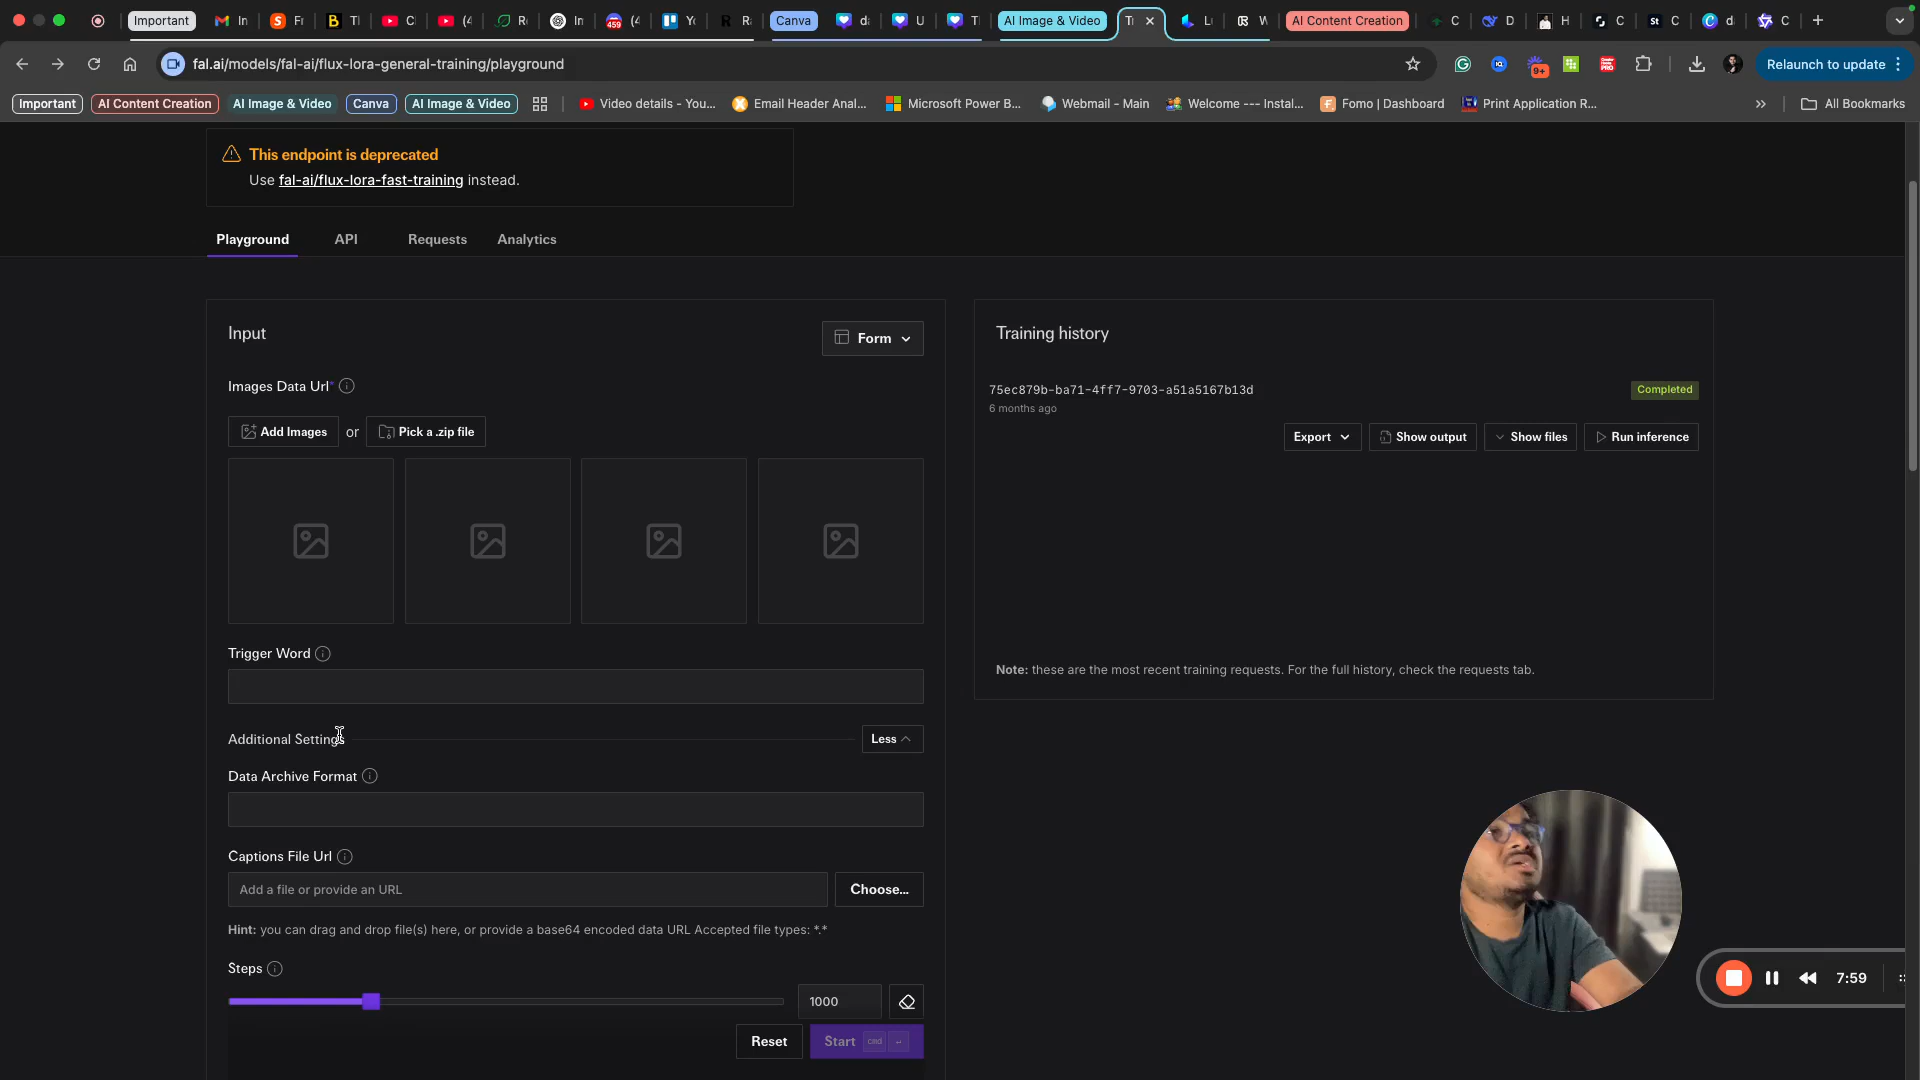 Important
In
Canva
AI Image & Video
AI Content Creation
fal.ai/models/fal-ai/flux-lora-general-training/playground
9+
Relaunch to update
Important
AI Content Creation
AI Image & Video
Canva
AI Image & Video
Video details - You...
Email Header Anal...
Microsoft Power B...
Webmail - Main
Welcome --- Instal...
Fomo | Dashboard
Print Application R...
All Bookmarks
This endpoint is deprecated
Use fal-ai/flux-lora-fast-training instead.
Playground
API
Requests
Analytics
Input
Form
Images Data Url*
Add Images or Pick a .zip file
Trigger Word
Additional Settings
Less
Data Archive Format
Captions File Url
Add a file or provide an URL
Choose...
Hint: you can drag and drop file(s) here, or provide a base64 encoded data URL Accepted file types: *.*
Steps
1000
Reset
Start cmd
Training history
75ec879b-ba71-4ff7-9703-a51a5167b13d
Completed
6 months ago
Export
Show output
Show files
Run inference
Note: these are the most recent training requests. For the full history, check the requests tab.
7:59